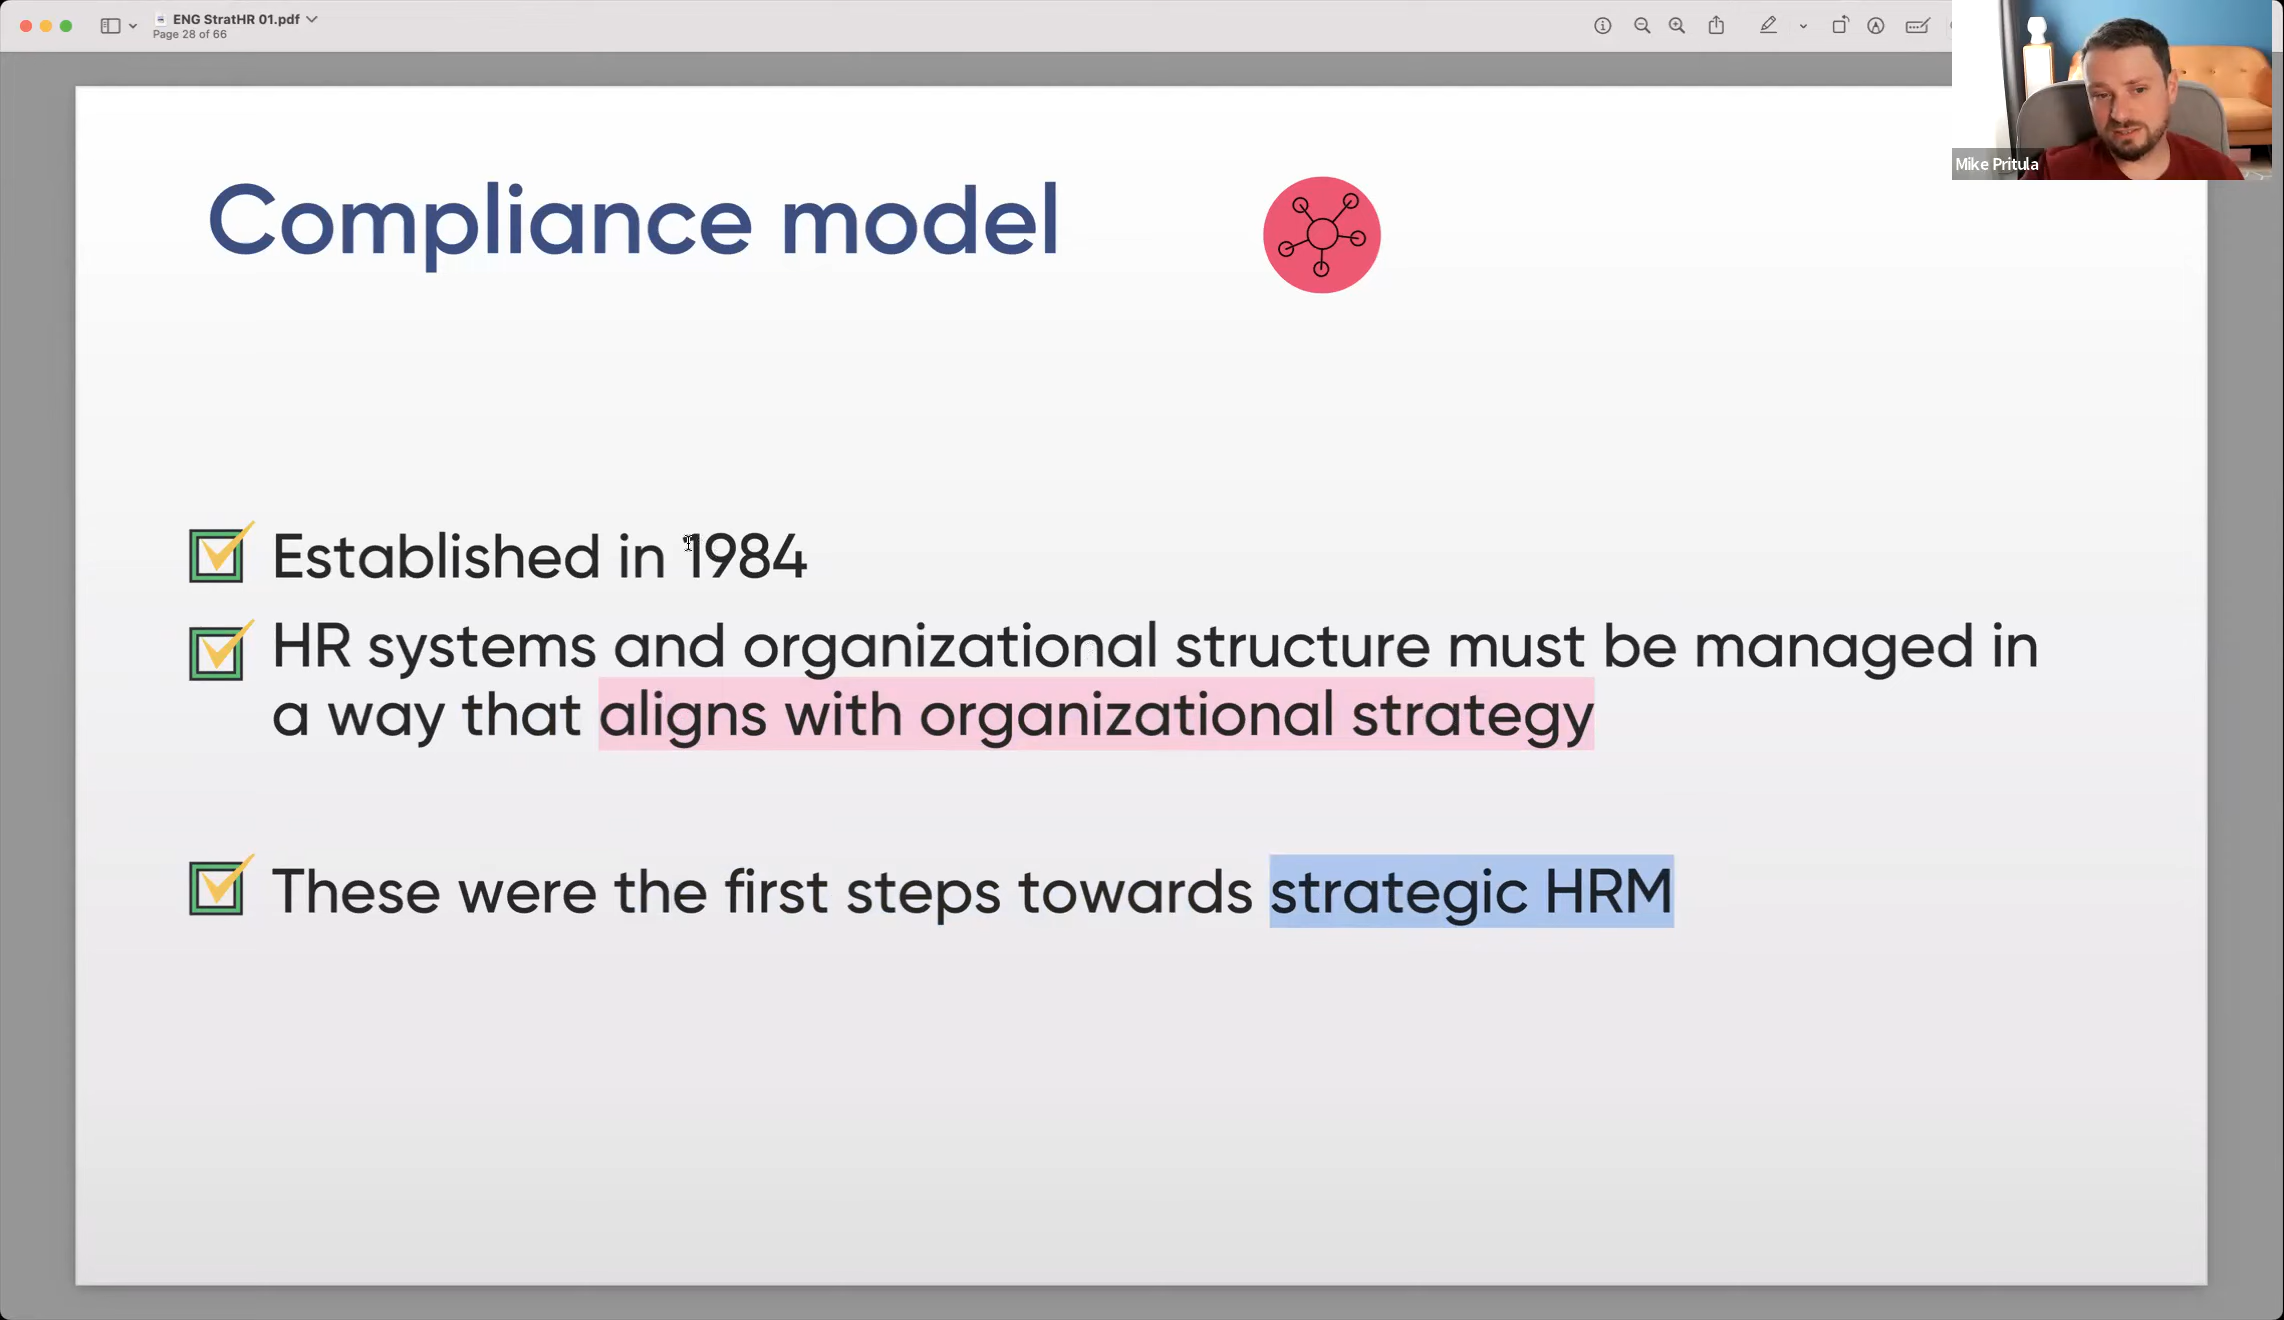 ENG StratHR 01.pdf
Page 28 of 66
Mike Pritula
Compliance model
Established in 1984
HR systems and organizational structure must be managed in
a way that aligns with organizational strategy
These were the first steps towards strategic HRM